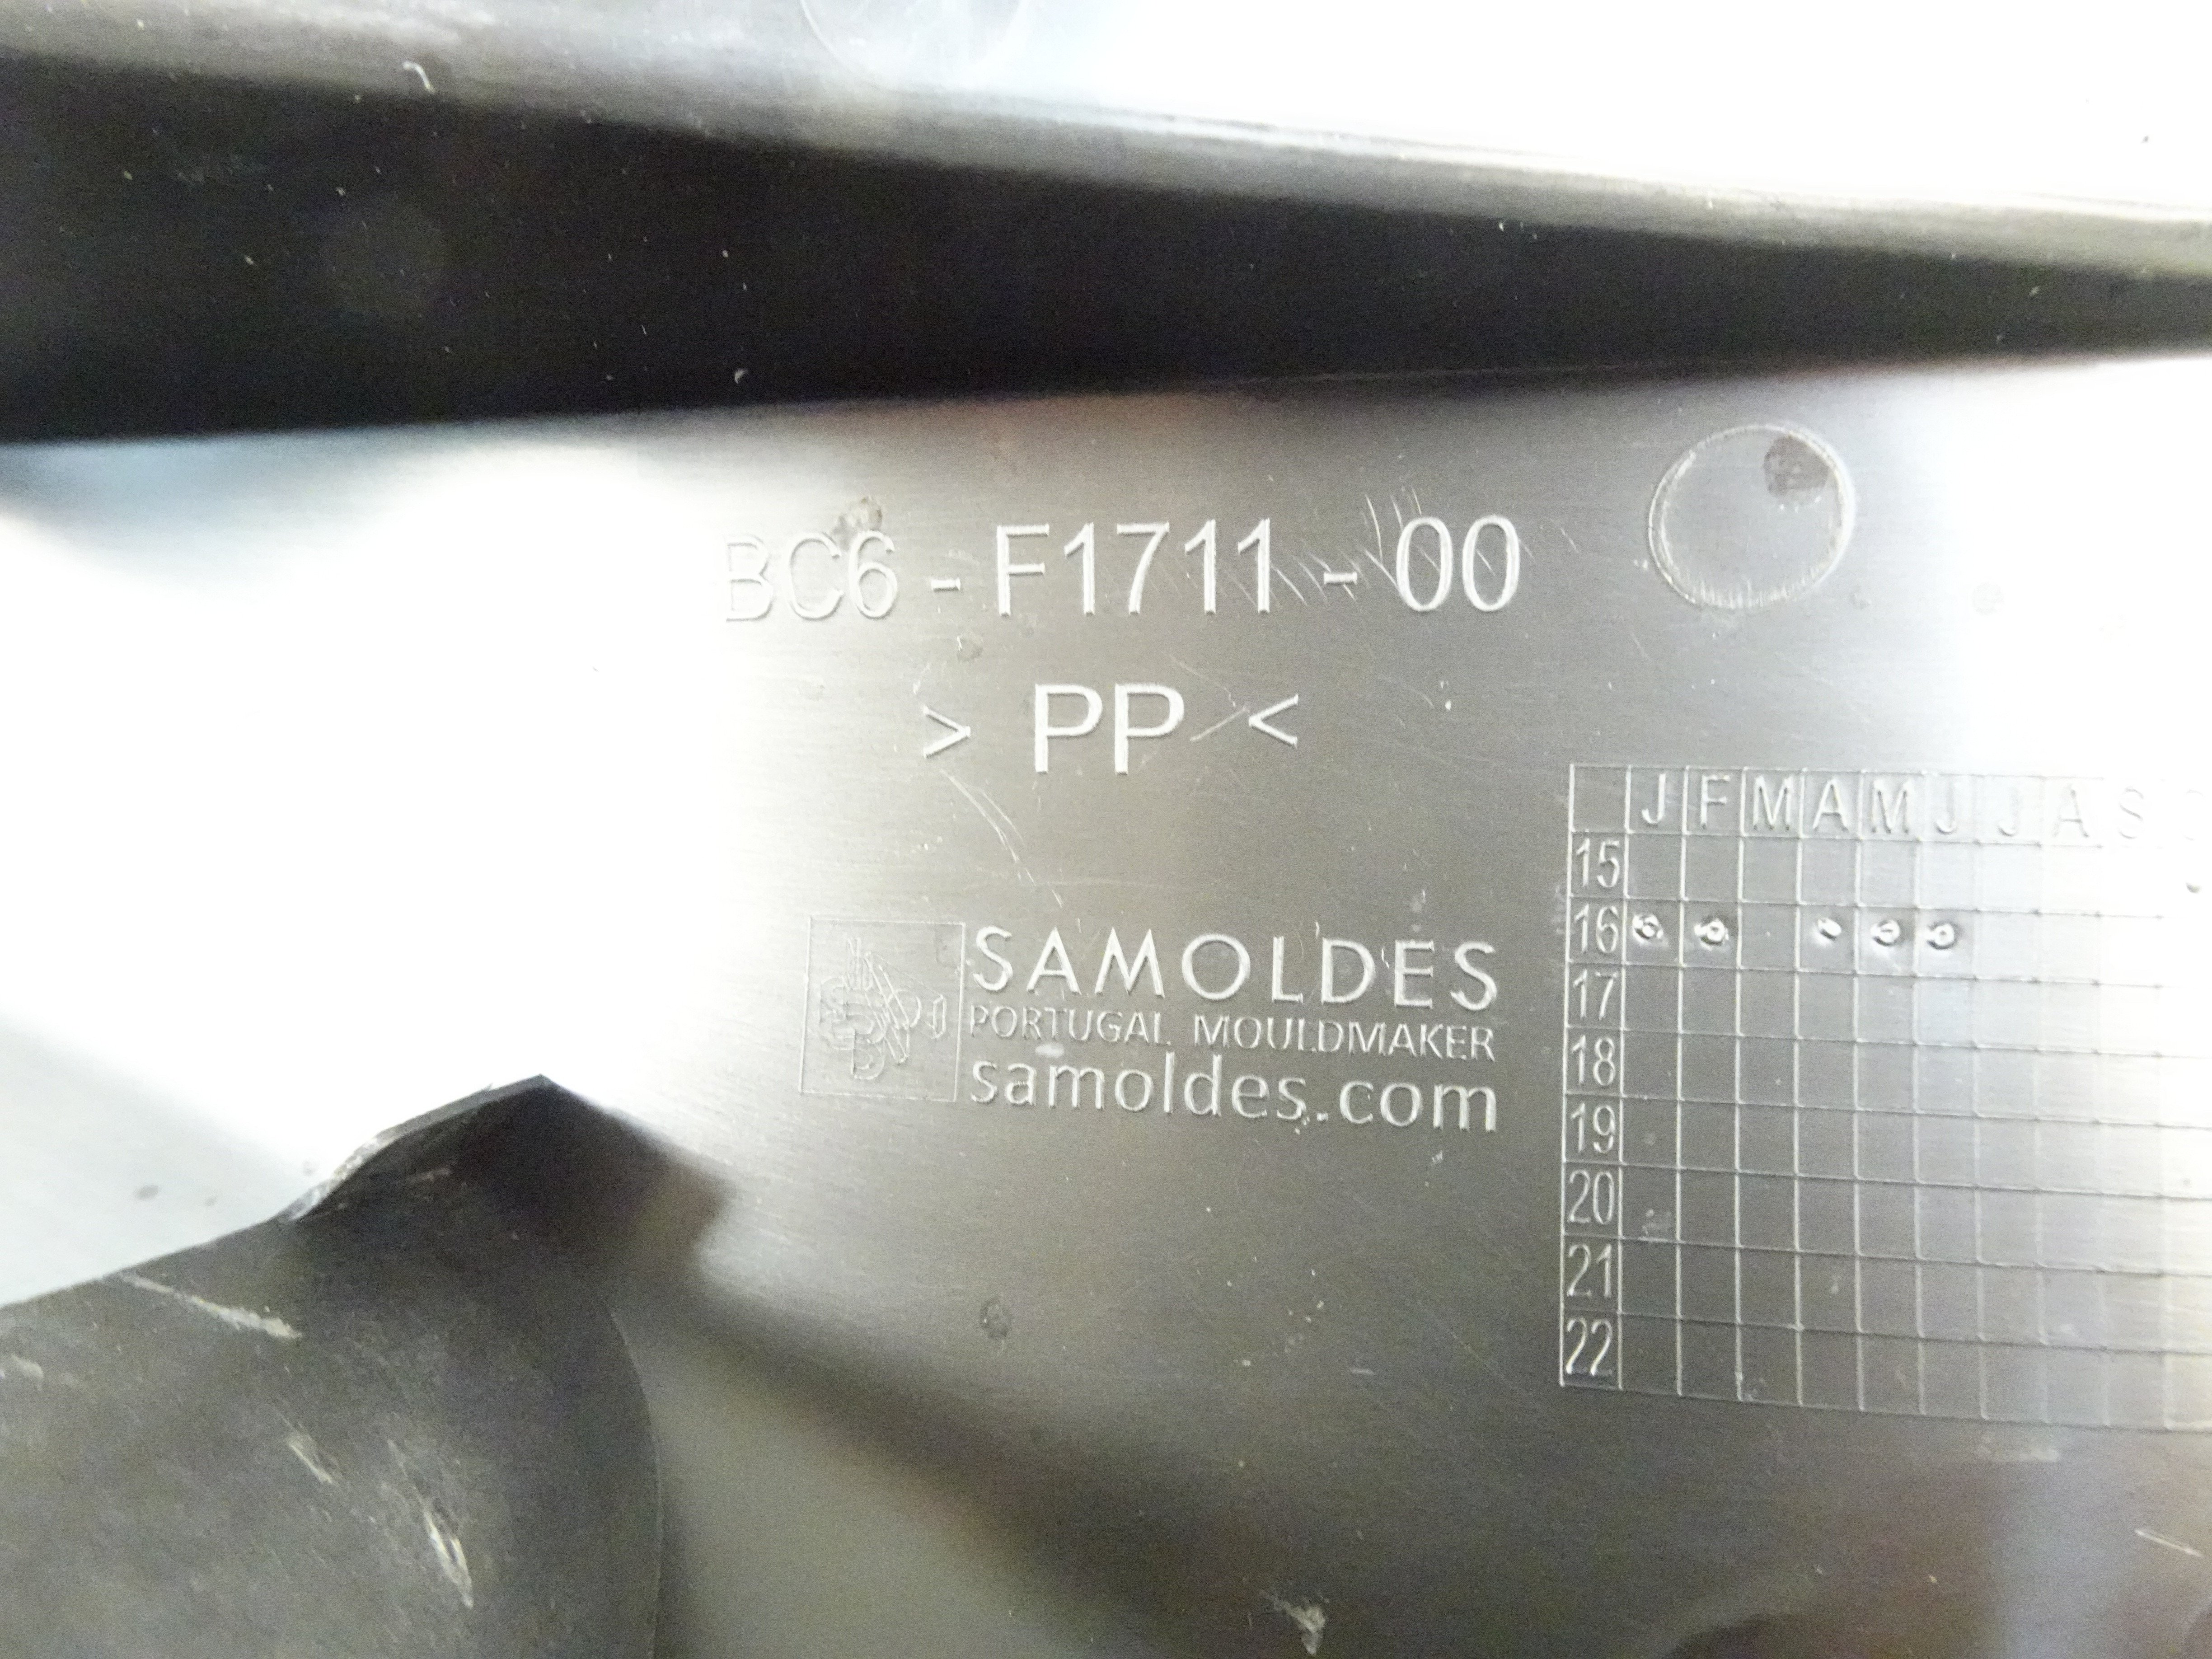 BC6 - F1711 - 00
> PP <
SAMOLDES
PORTUGAL MOULDMAKER
samoldes.com
J F M A M J J A S
15
16
17
18
19
20
21
22